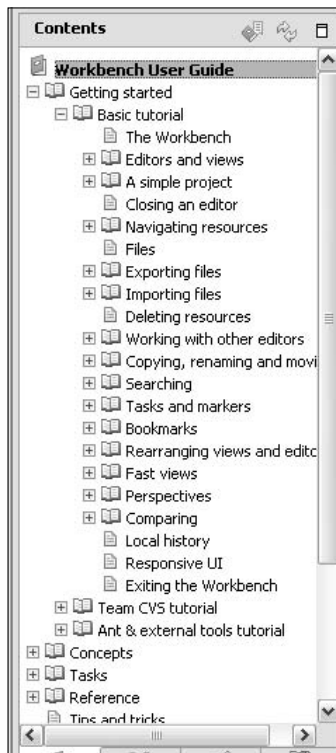 Contents
Workbench User Guide
Getting started
Basic tutorial
The Workbench
Editors and views
A simple project
Closing an editor
Navigating resources
Files
Exporting files
Importing files
Deleting resources
Working with other editors
Copying, renaming and movi
Searching
Tasks and markers
Bookmarks
Rearranging views and editc
Fast views
Perspectives
Comparing
Local history
Responsive UI
Exiting the Workbench
Team CVS tutorial
Ant & external tools tutorial
Concepts
Tasks
Reference
Tips and tricks